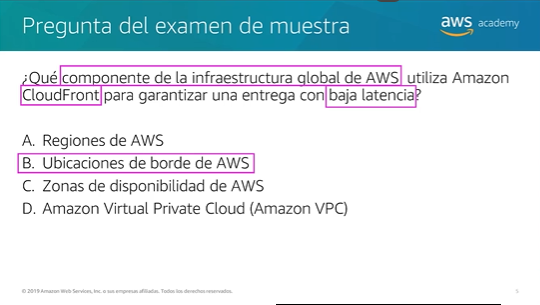 Pregunta del examen de muestra
aws academy
¿Qué componente de la infraestructura global de AWS utiliza Amazon
CloudFront para garantizar una entrega con baja latencia?
A. Regiones de AWS
B. Ubicaciones de borde de AWS
C. Zonas de disponibilidad de AWS
D. Amazon Virtual Private Cloud (Amazon VPC)
© 2019 Amazon Web Services, Inc. o sus empresas afiliadas. Todos los derechos reservados.